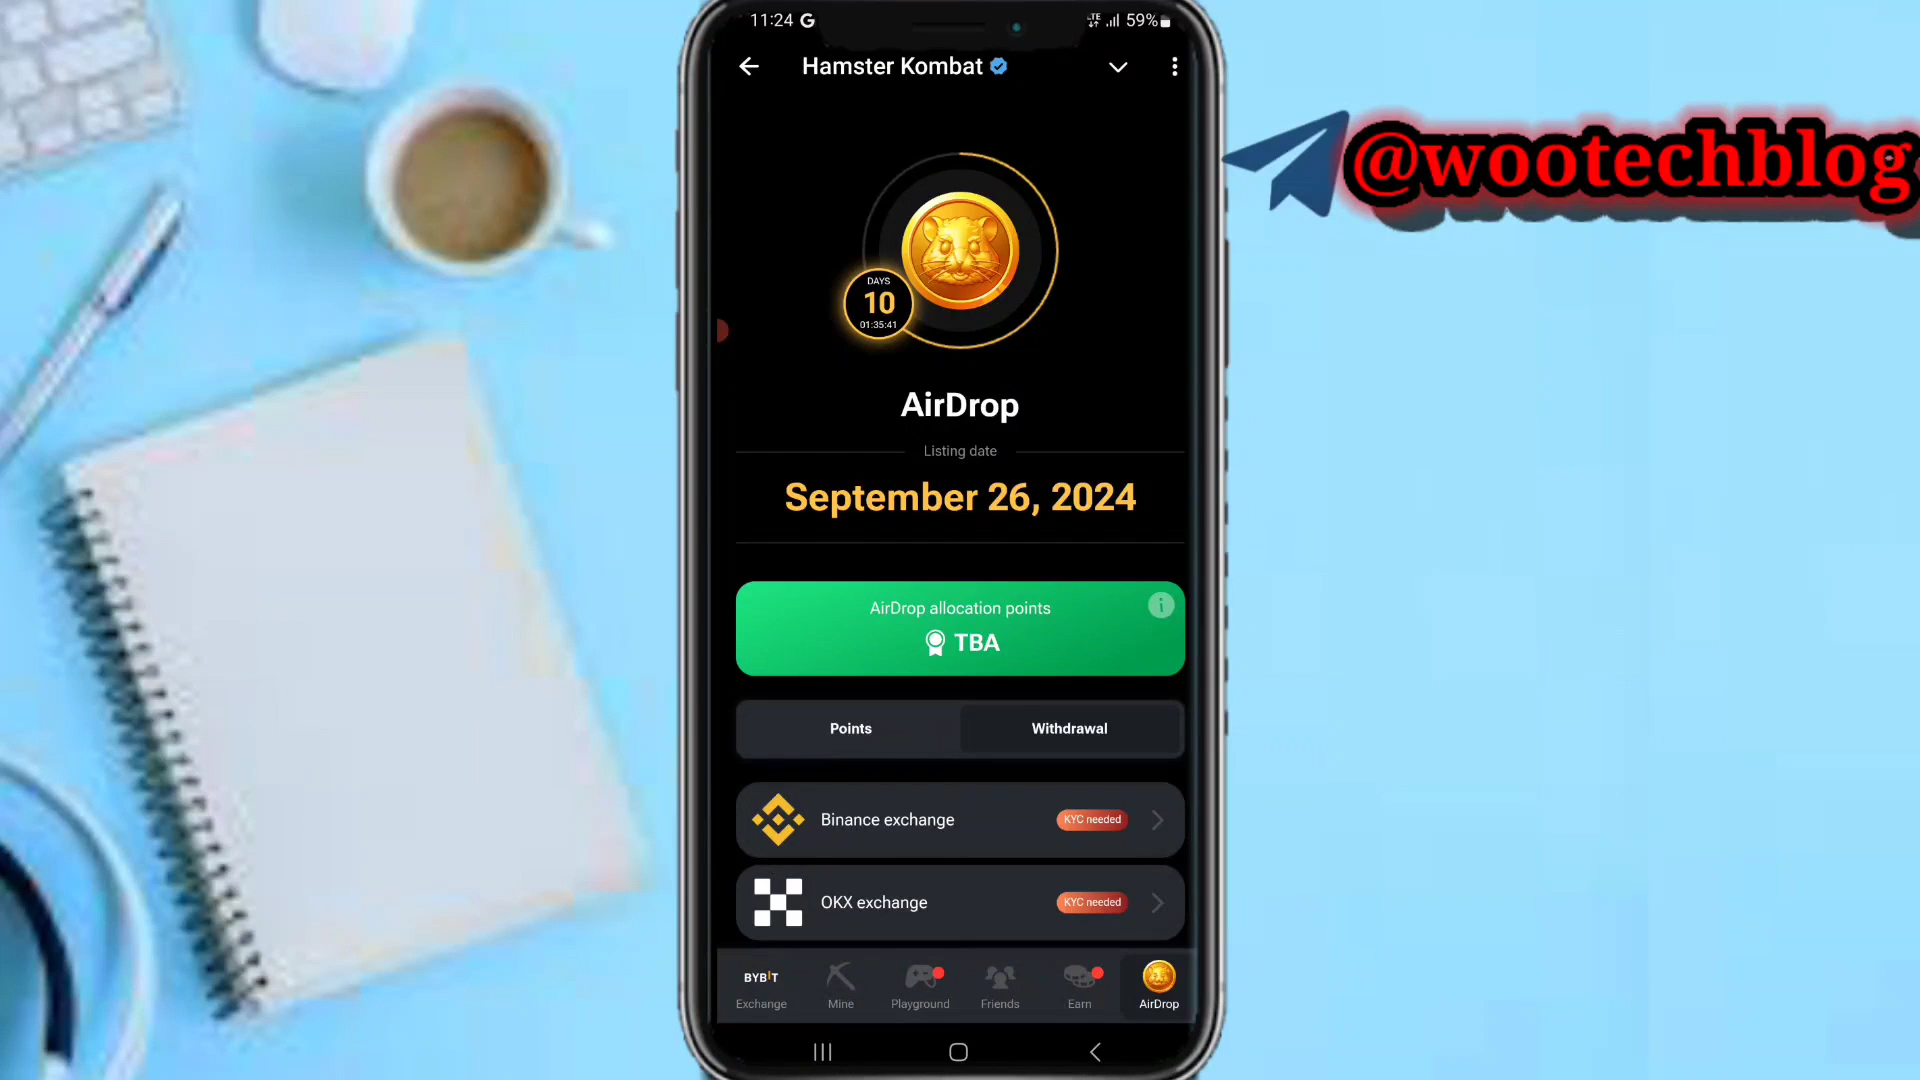 11:24 G
LTE 59%
Hamster Kombat
@wootechblog
DAYS
10
01:35:41
AirDrop
Listing date
September 26, 2024
AirDrop allocation points
i
TBA
Points
Withdrawal
Binance exchange
KYC needed
OKX exchange
KYC needed
BYBIT
Exchange
Mine
Playground
Friends
Earn
AirDrop